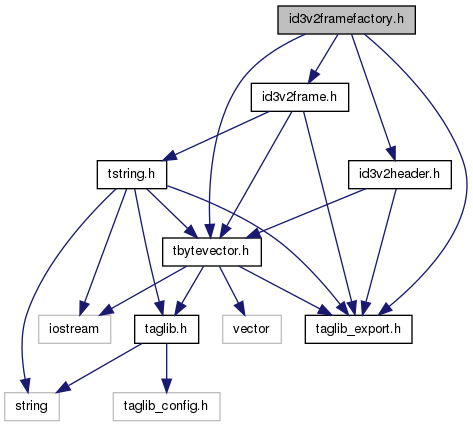 id3v2framefactory.h
id3v2frame.h
tstring.h
id3v2header.h
tbytevector.h
iostream
taglib.h
vector
taglib_export.h
string
taglib_config.h